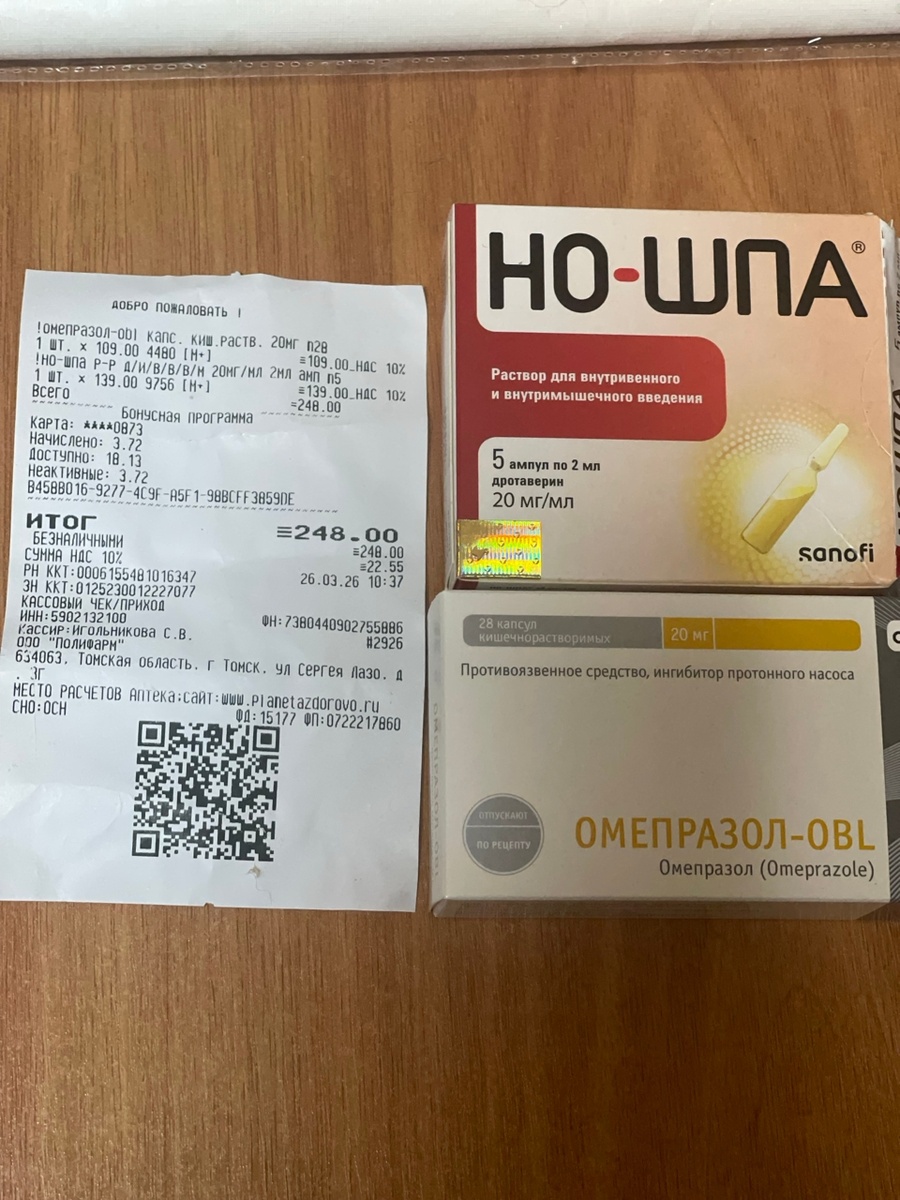 ДОБРО ПОЖАЛОВАТЬ !
!ОМЕПРАЗОЛ-obl КАПС. КИШ.РАСТВ. 20МГ n28
1 ШТ. x 109.00 4480 [М+]
≡109.00_НДС 10%
!НО-ШПА Р-Р Д/И/В/В/В/М 20МГ/МЛ 2МЛ АМП n5
1 ШТ. x 139.00 9756 [М+]
≡139.00_НДС 10%
Всего
=248.00
БОНУСНАЯ ПРОГРАММА
Карта: ****0873
Начислено: 3.72
Доступно: 18.13
Неактивные: 3.72
B458B016-9277-4C9F-A5F1-98BCFF3859DE
ИТОГ
≡248.00
БЕЗНАЛИЧНЫМИ
≡248.00
СУММА НДС 10%
≡22.55
РН ККТ:0006155481016347
26.03.26 10:37
ЗН ККТ:0125230012227077
КАССОВЫЙ ЧЕК/ПРИХОД
ИНН:5902132100
ФН:7380440902755886
Кассир:Игольникова С.В.
#2926
ООО "ПОЛИФАРМ"
634063, Томская область, г Томск, ул Сергея Лазо, д
. 3г
МЕСТО РАСЧЕТОВ Аптека;сайт:www.planetazdorovo.ru
СНО:ОСН
ФД:15177 ФП:0722217860
НО-ШПА®
Раствор для внутривенного
и внутримышечного введения
5 ампул по 2 мл
дротаверин
20 мг/мл
sanofi
28 капсул
кишечнорастворимых
20 мг
Противоязвенное средство, ингибитор протонного насоса
ОТПУСКАЮТ
ПО РЕЦЕПТУ
ОМЕПРАЗОЛ-OBL
Омепразол (Omeprazole)